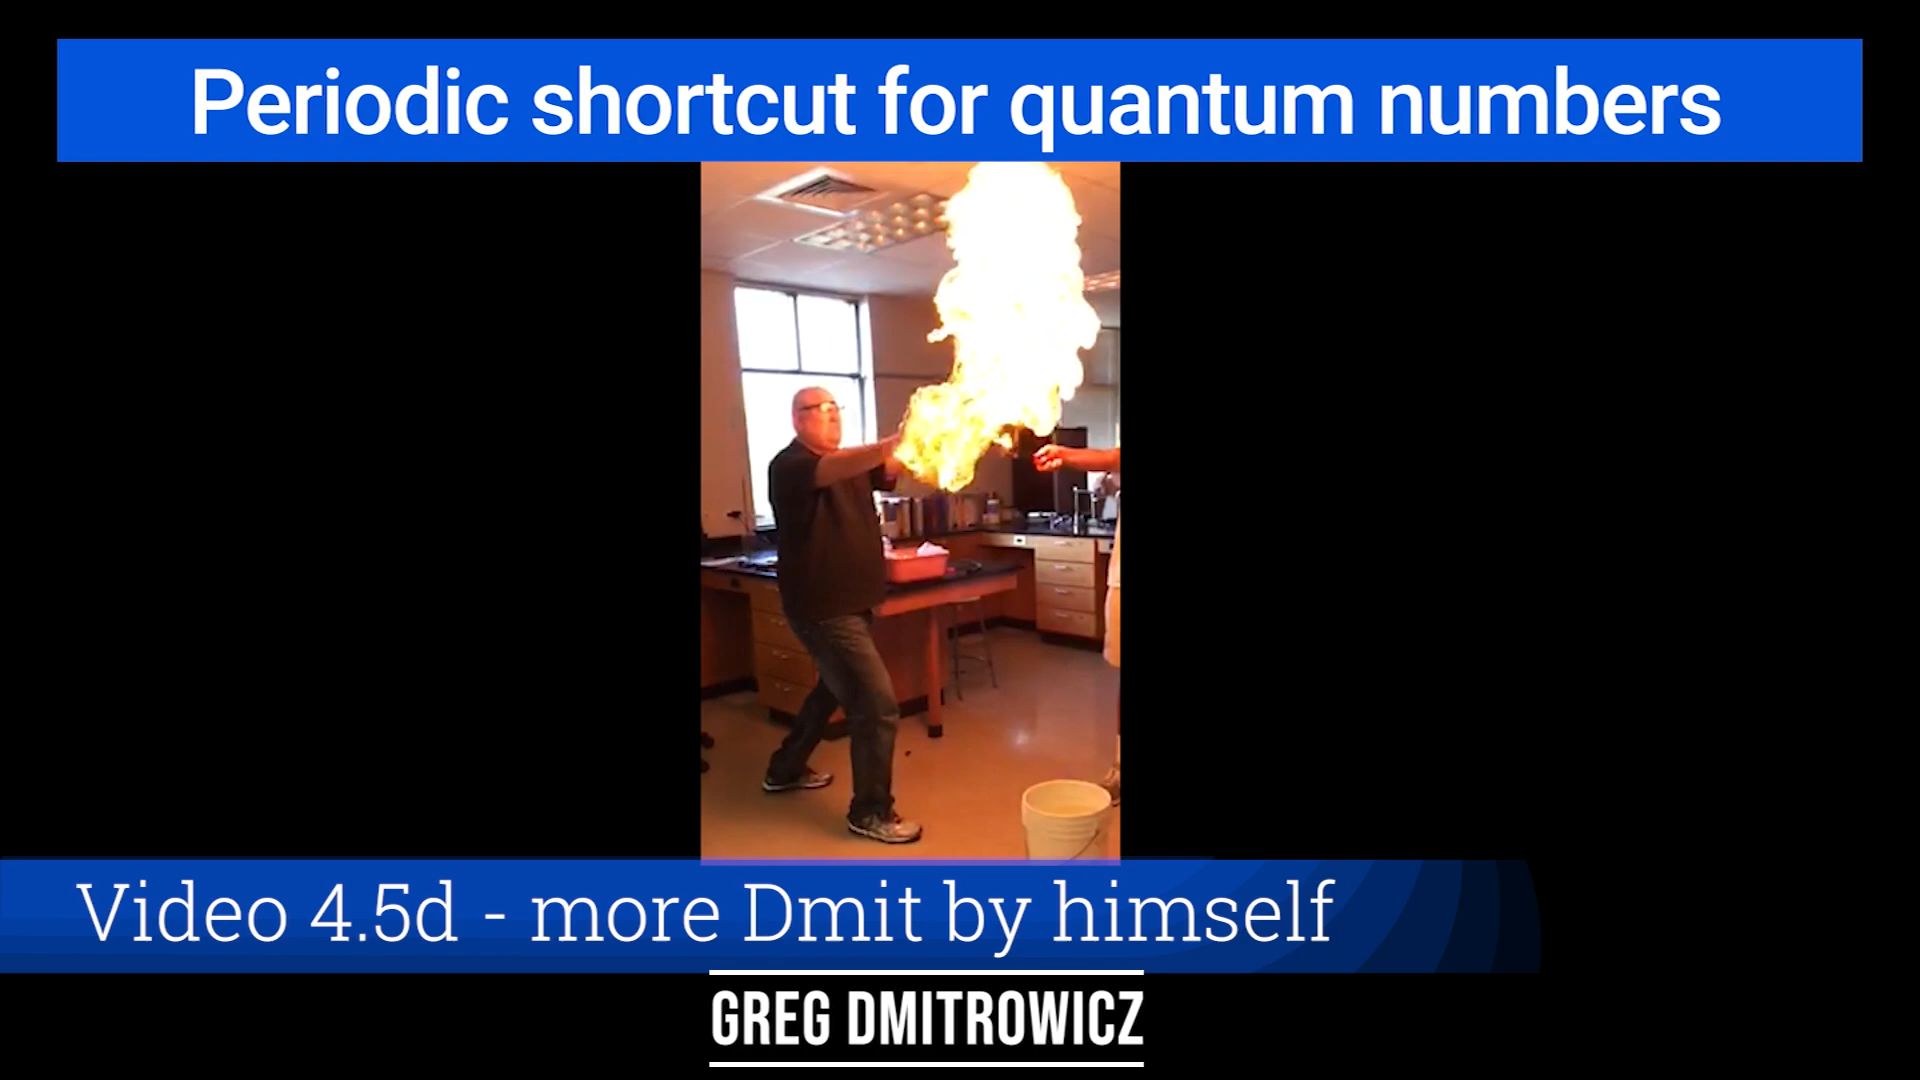 Periodic shortcut for quantum numbers
Video 4.5d - more Dmit by himself
GREG DMITROWICZ